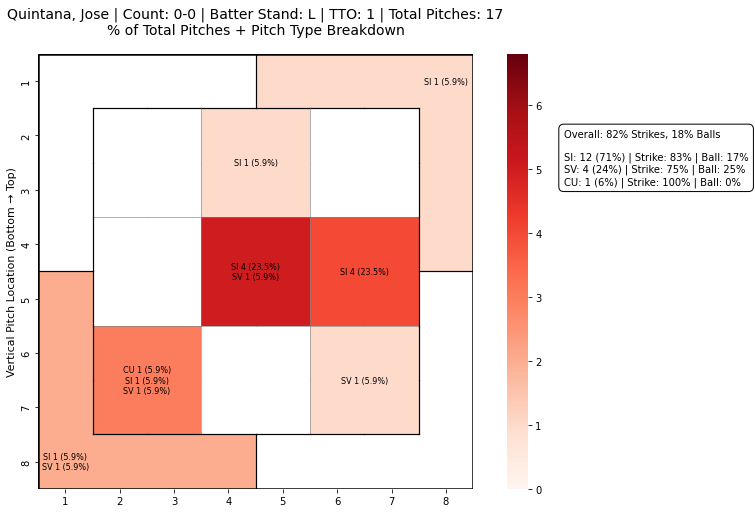 Quintana, Jose | Count: 0-0 | Batter Stand: L | TTO: 1 | Total Pitches: 17
% of Total Pitches + Pitch Type Breakdown
Vertical Pitch Location (Bottom → Top)
1
2
3
4
5
6
7
8
SI 1 (5.9%)
SI 1 (5.9%)
SI 4 (23.5%)
SV 1 (5.9%)
SI 4 (23.5%)
CU 1 (5.9%)
SI 1 (5.9%)
SV 1 (5.9%)
SV 1 (5.9%)
SI 1 (5.9%)
SV 1 (5.9%)
1
2
3
4
5
6
7
8
6
5
4
3
2
1
0
Overall: 82% Strikes, 18% Balls
SI: 12 (71%) | Strike: 83% | Ball: 17%
SV: 4 (24%) | Strike: 75% | Ball: 25%
CU: 1 (6%) | Strike: 100% | Ball: 0%